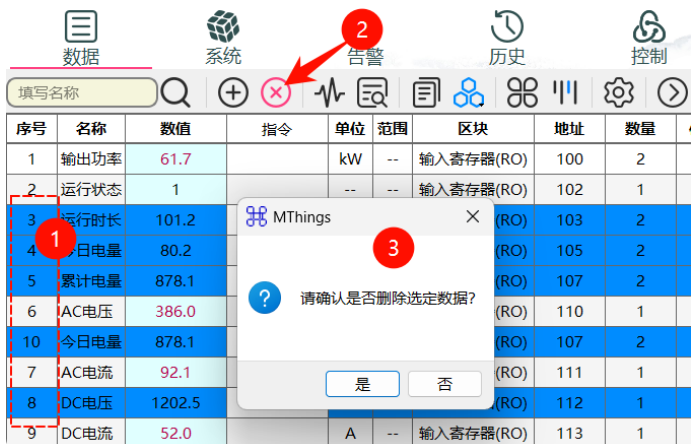 数据 系统 告警 历史 控制
2
填写名称
序号 名称 数值 指令 单位 范围 区块 地址 数量
1 输出功率 61.7 kW -- 输入寄存器(RO) 100 2
2 运行状态 1 -- -- 输入寄存器(RO) 102 1
3 运行时长 101.2 (RO) 103 2
4 今日电量 80.2 (RO) 105 2
5 累计电量 878.1 (RO) 107 2
6 AC电压 386.0 (RO) 110 1
10 今日电量 878.1 (RO) 107 2
7 AC电流 92.1 (RO) 111 1
8 DC电压 1202.5 (RO) 112 1
9 DC电流 52.0 A -- 输入寄存器(RO) 113 1
1
MThings
3
请确认是否删除选定数据?
是 否